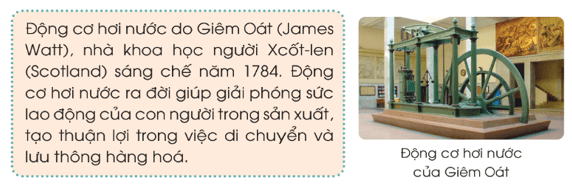 Động cơ hơi nước do Giêm Oát (James
Watt), nhà khoa học người Xcốt-len
(Scotland) sáng chế năm 1784. Động
cơ hơi nước ra đời giúp giải phóng sức
lao động của con người trong sản xuất,
tạo thuận lợi trong việc di chuyển và
lưu thông hàng hoá.
Động cơ hơi nước
của Giêm Oát